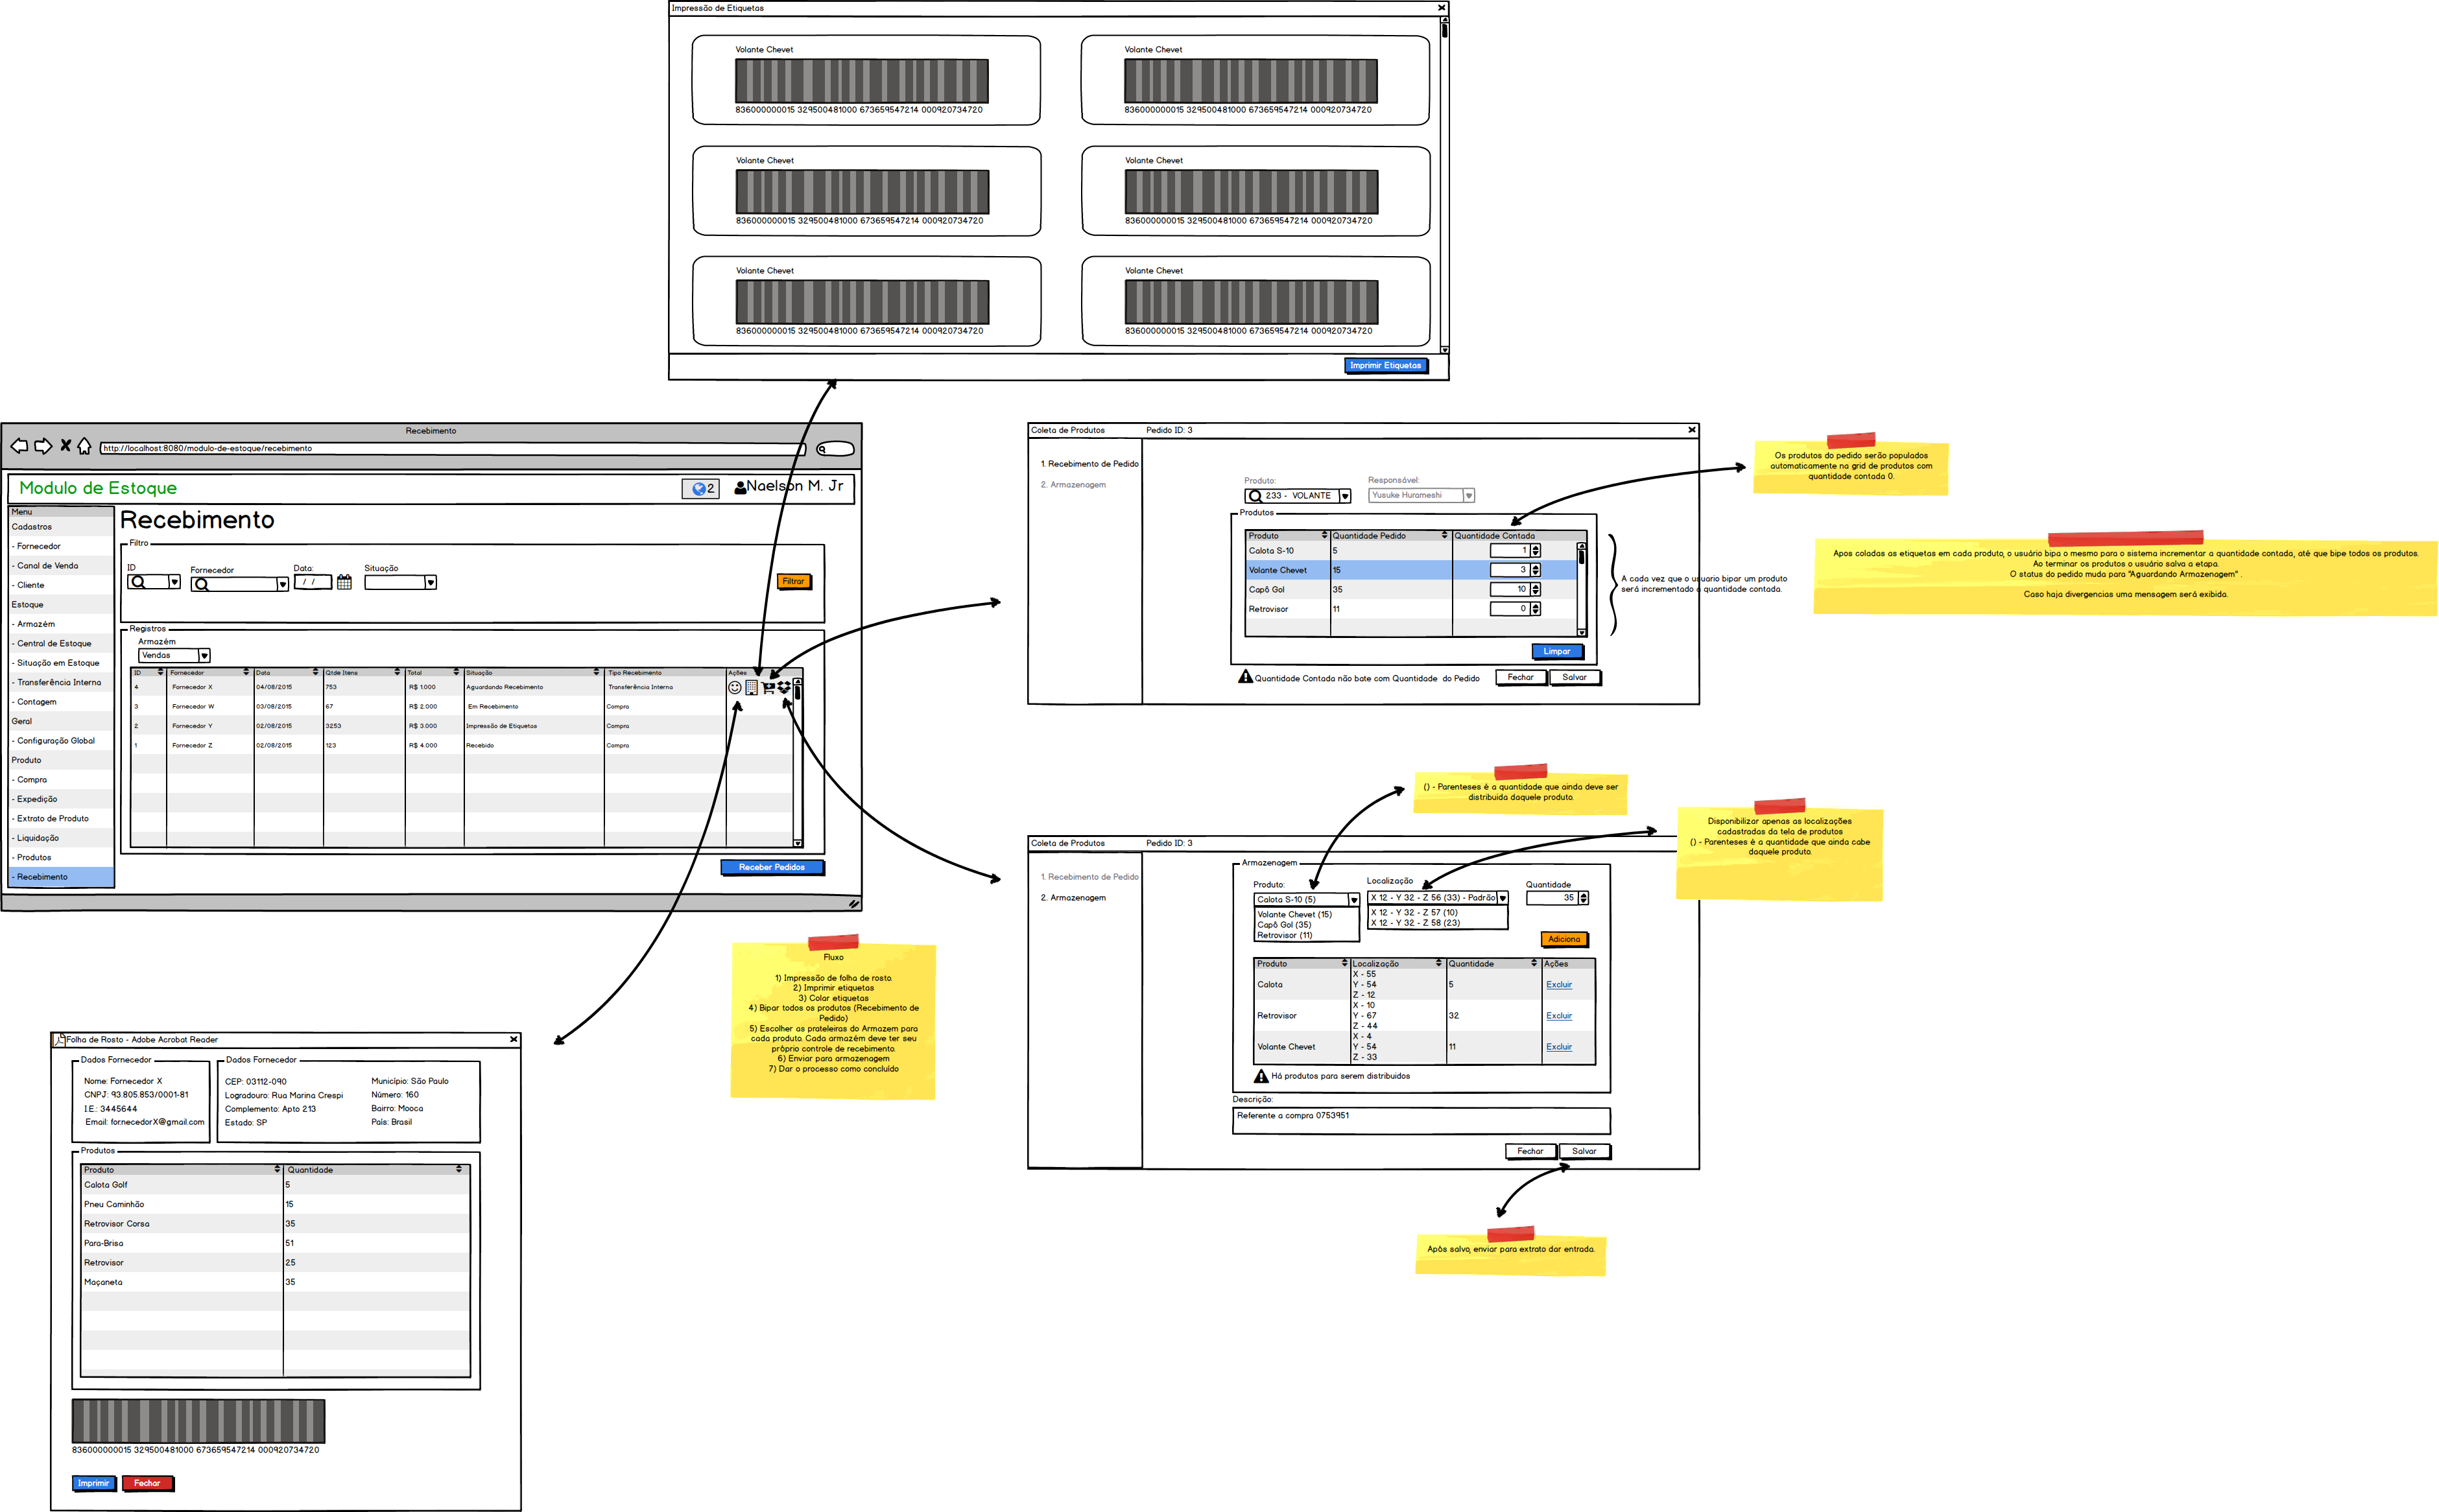 Impressão de Etiquetas
Volante Chevet
836000000015 329500481000 673659547214 000920734720
Volante Chevet
836000000015 329500481000 673659547214 000920734720
Volante Chevet
836000000015 329500481000 673659547214 000920734720
Volante Chevet
836000000015 329500481000 673659547214 000920734720
Volante Chevet
836000000015 329500481000 673659547214 000920734720
Volante Chevet
836000000015 329500481000 673659547214 000920734720
Imprimir Etiquetas
Recebimento
http://localhost:8080/modulo-de-estoque/recebimento
Modulo de Estoque
2
Naelson M. Jr
Menu
Cadastros
- Fornecedor
- Canal de Venda
- Cliente
Estoque
- Armazém
- Central de Estoque
- Situação em Estoque
- Transferência Interna
- Contagem
Geral
- Configuração Global
Produto
- Compra
- Expedição
- Extrato de Produto
- Liquidação
- Produtos
- Recebimento
Recebimento
Filtro
ID
Fornecedor
Data:
/ /
Situação
Filtrar
Registros
Armazém
Vendas
ID Fornecedor Data Qtde Itens Total Situação Tipo Recebimento Ações
4 Fornecedor X 04/08/2015 753 R$ 1.000 Aguardando Recebimento Transferência Interna
3 Fornecedor W 03/08/2015 67 R$ 2.000 Em Recebimento Compra
2 Fornecedor Y 02/08/2015 3253 R$ 3.000 Impressão de Etiquetas Compra
1 Fornecedor Z 02/08/2015 123 R$ 4.000 Recebido Compra
Receber Pedidos
Coleta de Produtos Pedido ID: 3
1. Recebimento de Pedido
2. Armazenagem
Produto:
233 - VOLANTE
Responsável:
Yusuke Hurameshi
Produtos
Produto Quantidade Pedido Quantidade Contada
Calota S-10 5 1
Volante Chevet 15 3
Capô Gol 35 10
Retrovisor 11 0
Limpar
Quantidade Contada não bate com Quantidade do Pedido
Fechar
Salvar
A cada vez que o usuario bipar um produto
será incrementado a quantidade contada.
Os produtos do pedido serão populados
automaticamente na grid de produtos com
quantidade contada 0.
Apos coladas as etiquetas em cada produto, o usuário bipa o mesmo para o sistema incrementar a quantidade contada, até que bipe todos os produtos.
Ao terminar os produtos o usuário salva a etapa.
O status do pedido muda para "Aguardando Armazenagem" .
Caso haja divergencias uma mensagem será exibida.
() - Parenteses é a quantidade que ainda deve ser
distribuida daquele produto.
Disponibilizar apenas as localizações
cadastradas da tela de produtos
() - Parenteses é a quantidade que ainda cabe
daquele produto.
Coleta de Produtos Pedido ID: 3
1. Recebimento de Pedido
2. Armazenagem
Armazenagem
Produto:
Calota S-10 (5)
Volante Chevet (15)
Capô Gol (35)
Retrovisor (11)
Localização
X 12 - Y 32 - Z 56 (33) - Padrão
X 12 - Y 32 - Z 57 (10)
X 12 - Y 32 - Z 58 (23)
Quantidade
35
Adiciona
Produto Localização Quantidade Ações
X - 55
Calota Y - 54 5 Excluir
Z - 12
X - 10
Retrovisor Y - 67 32 Excluir
Z - 44
X - 4
Volante Chevet Y - 54 11 Excluir
Z - 33
Há produtos para serem distribuidos
Descrição:
Referente a compra 0753951
Fechar
Salvar
Após salvo, enviar para extrato dar entrada.
Fluxo
1) Impressão de folha de rosto.
2) Imprimir etiquetas
3) Colar etiquetas
4) Bipar todos os produtos (Recebimento de
Pedido)
5) Escolher as prateleiras do Armazem para
cada produto. Cada armazém deve ter seu
próprio controle de recebimento.
6) Enviar para armazenagem
7) Dar o processo como concluído
Folha de Rosto - Adobe Acrobat Reader
Dados Fornecedor
Nome: Fornecedor X
CNPJ: 93.805.853/0001-81
I.E.: 3445644
Email: fornecedorX@gmail.com
Dados Fornecedor
CEP: 03112-090 Município: São Paulo
Logradouro: Rua Marina Crespi Número: 160
Complemento: Apto 213 Bairro: Mooca
Estado: SP País: Brasil
Produtos
Produto Quantidade
Calota Golf 5
Pneu Caminhão 15
Retrovisor Corsa 35
Para-Brisa 51
Retrovisor 25
Maçaneta 35
836000000015 329500481000 673659547214 000920734720
Imprimir
Fechar